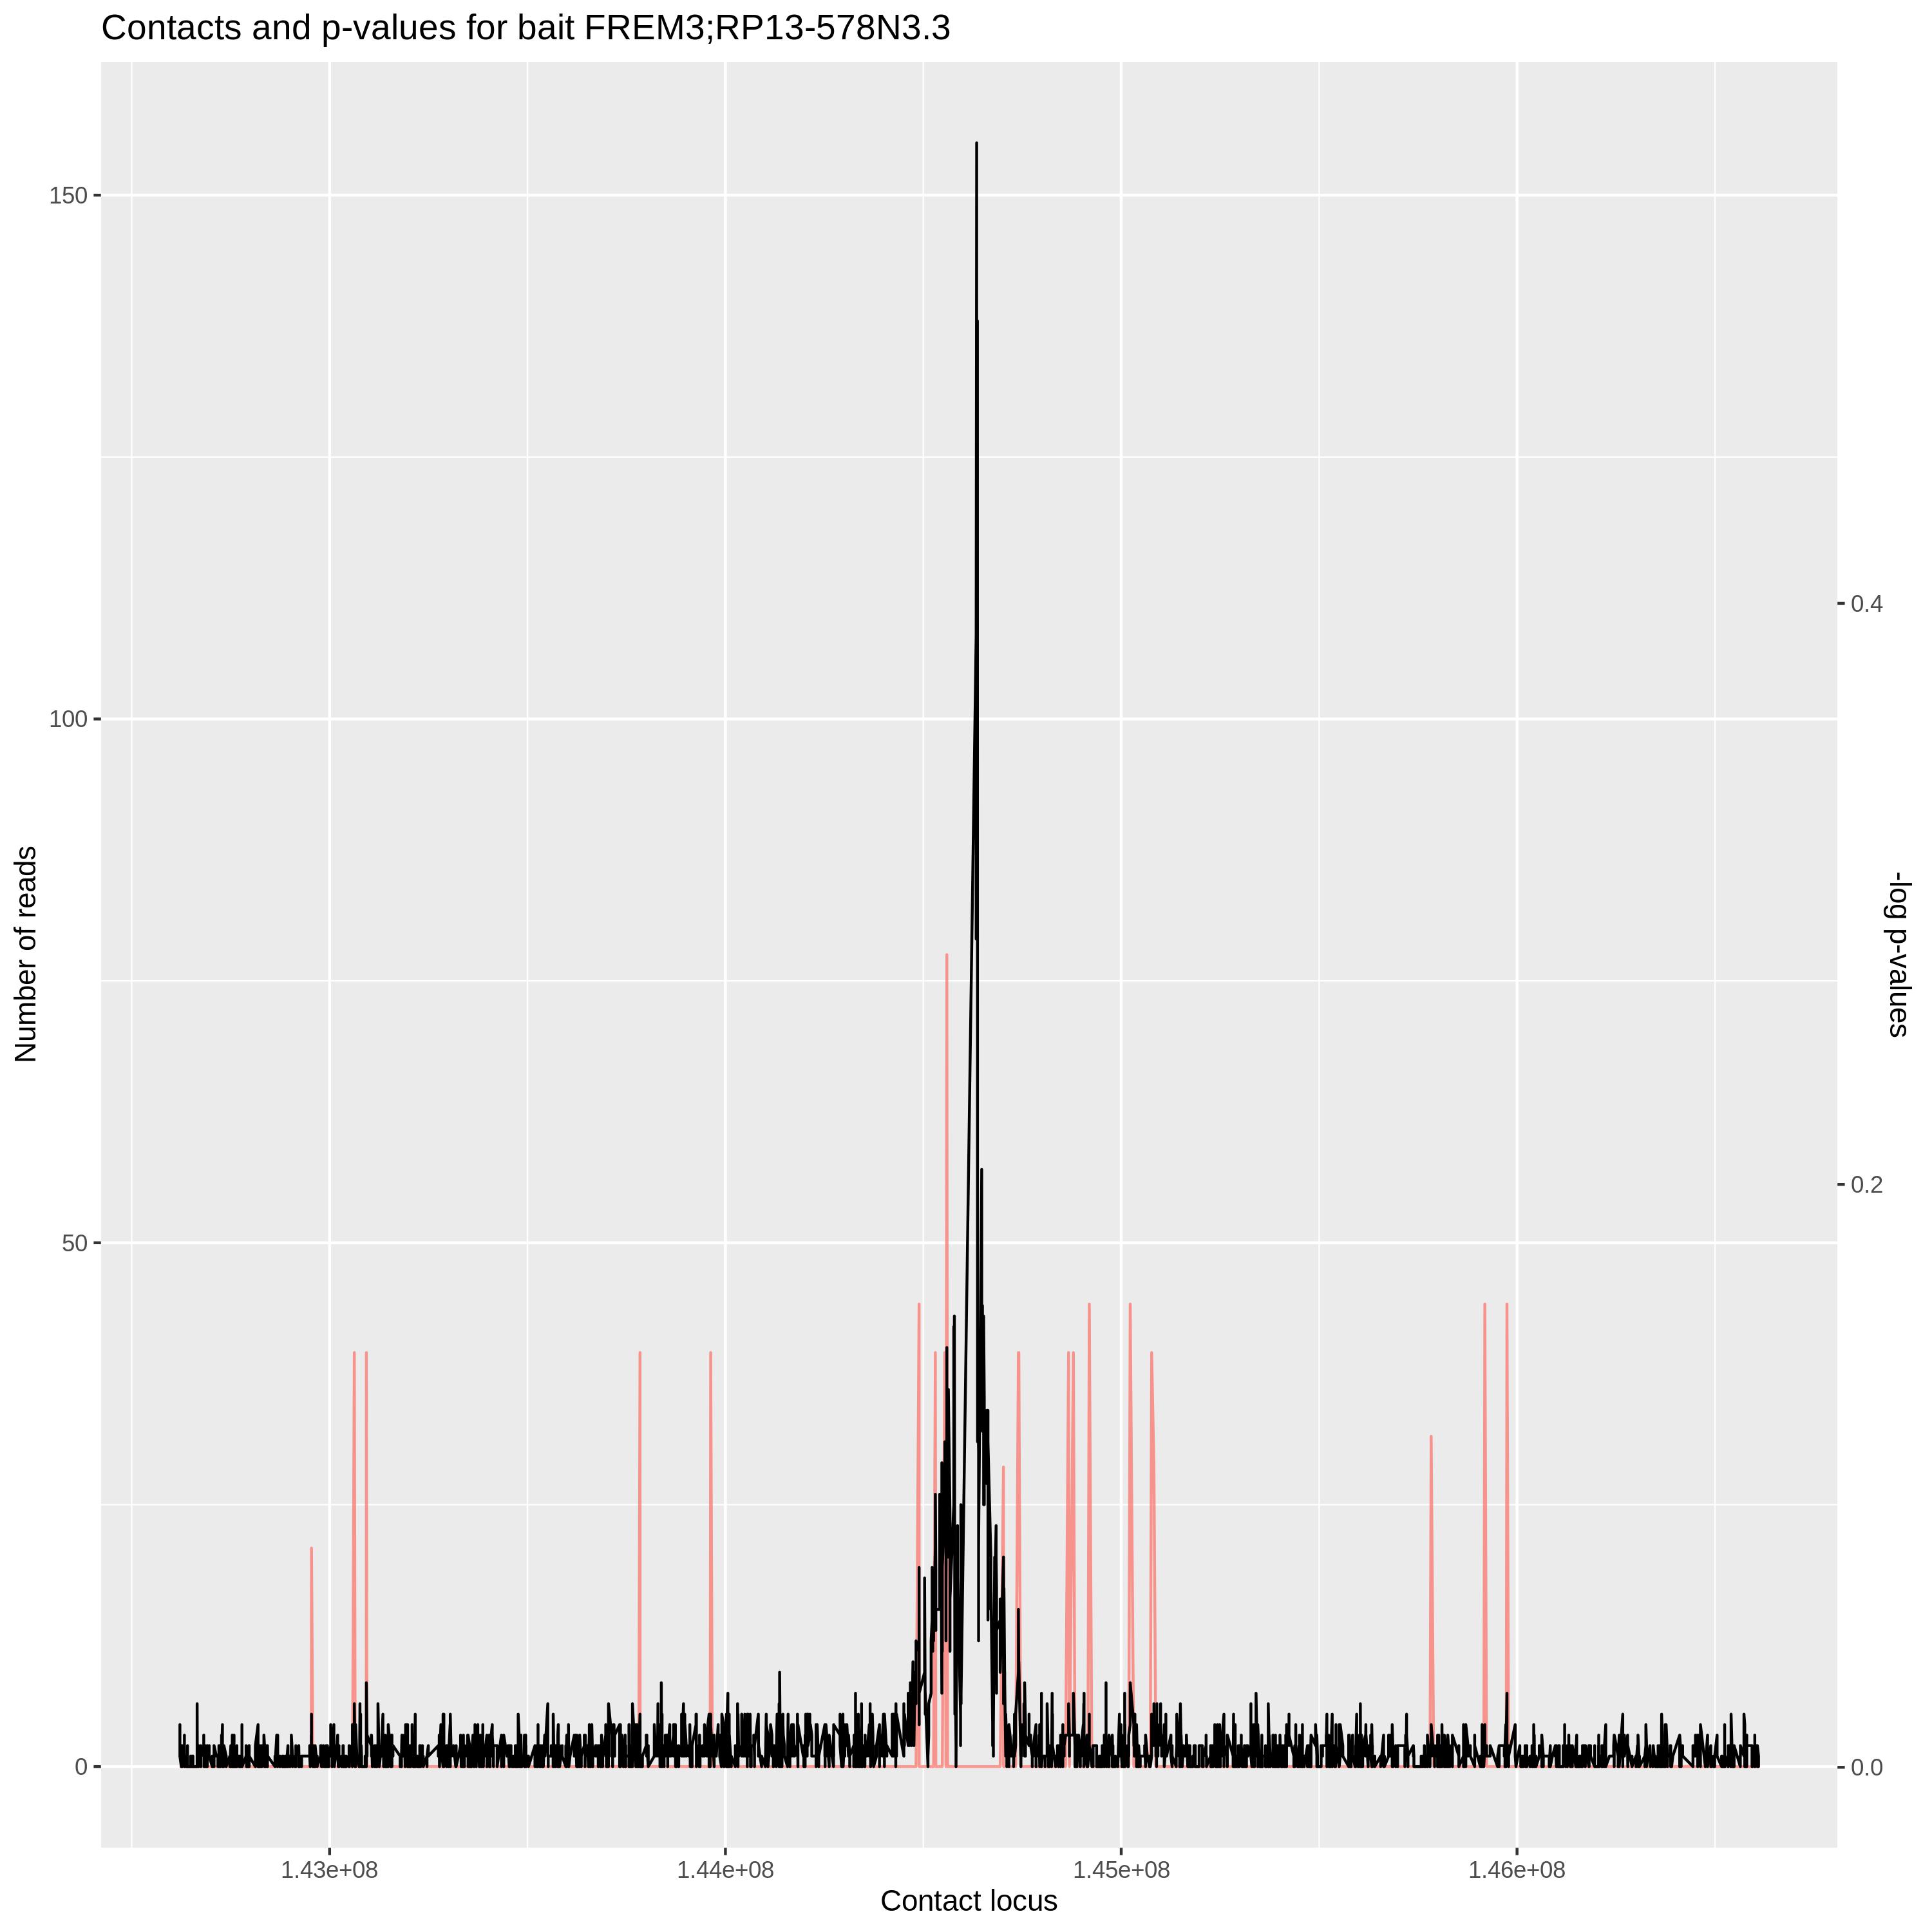 Contacts and p-values for bait FREM3;RP13-578N3.3
150
100
50
0
Number of reads
0.4
0.2
0.0
-log p-values
1.43e+08
1.44e+08
1.45e+08
1.46e+08
Contact locus